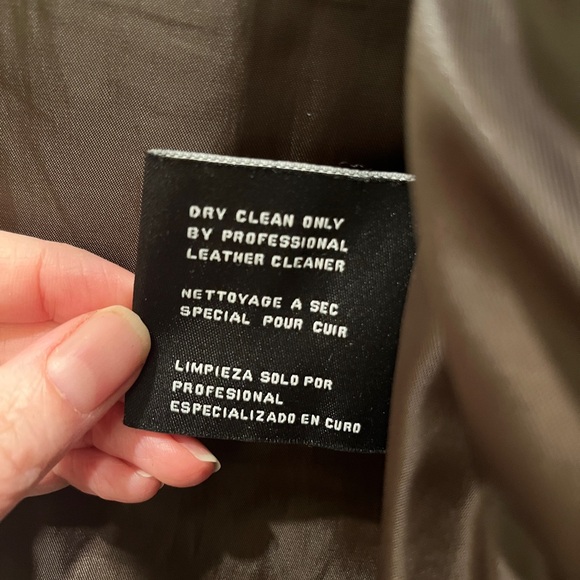 DRY CLEAN ONLY
BY PROFESSIONAL
LEATHER CLEANER
NETTOYAGE A SEC
SPECIAL POUR CUIR
LIMPIEZA SOLO POR
PROFESIONAL
ESPECIALIZADO EN CURO